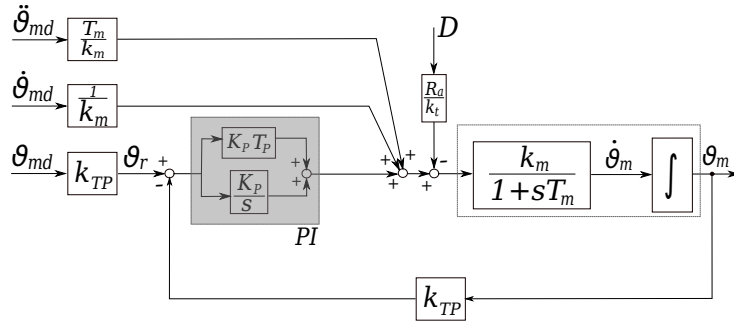 ϑ̈md Tm/km
D
ϑ̇md 1/km
Ra/kt
ϑmd kTP ϑr + -
KP TP
KP/s
+ +
PI
+ + +
+ -
km/1+sTm
ϑ̇m
∫
ϑm
kTP